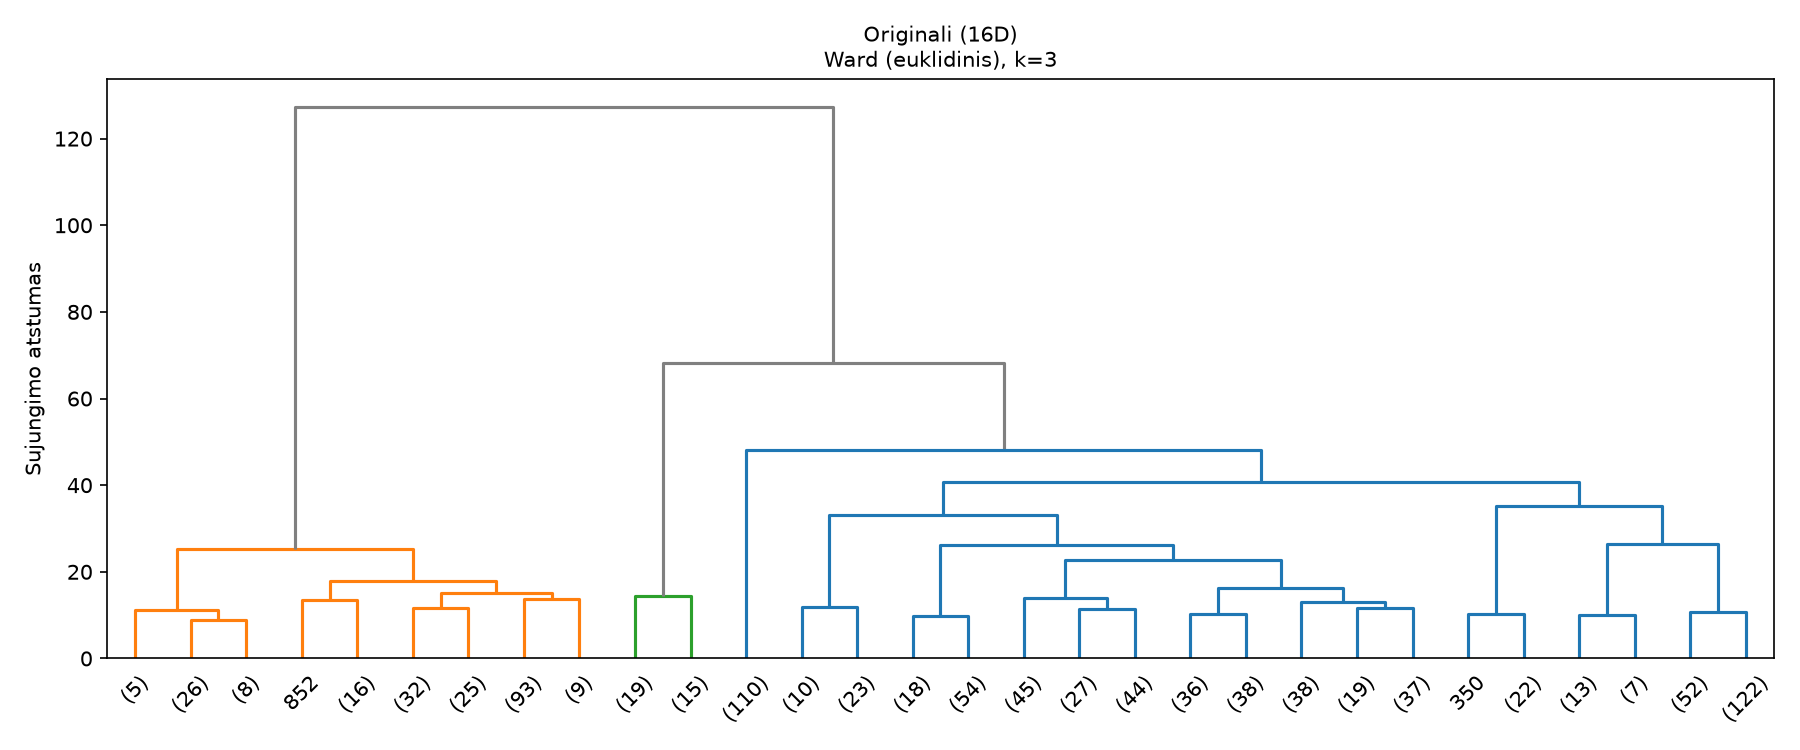 Originali (16D)
Ward (euklidinis), k=3
Sujungimo atstumas
120
100
80
60
40
20
0
(5) (26) (8) 852 (16) (32) (25) (93) (9) (19) (15) (110) (10) (23) (18) (54) (45) (27) (44) (36) (38) (38) (19) (37) 350 (22) (13) (7) (52) (122)